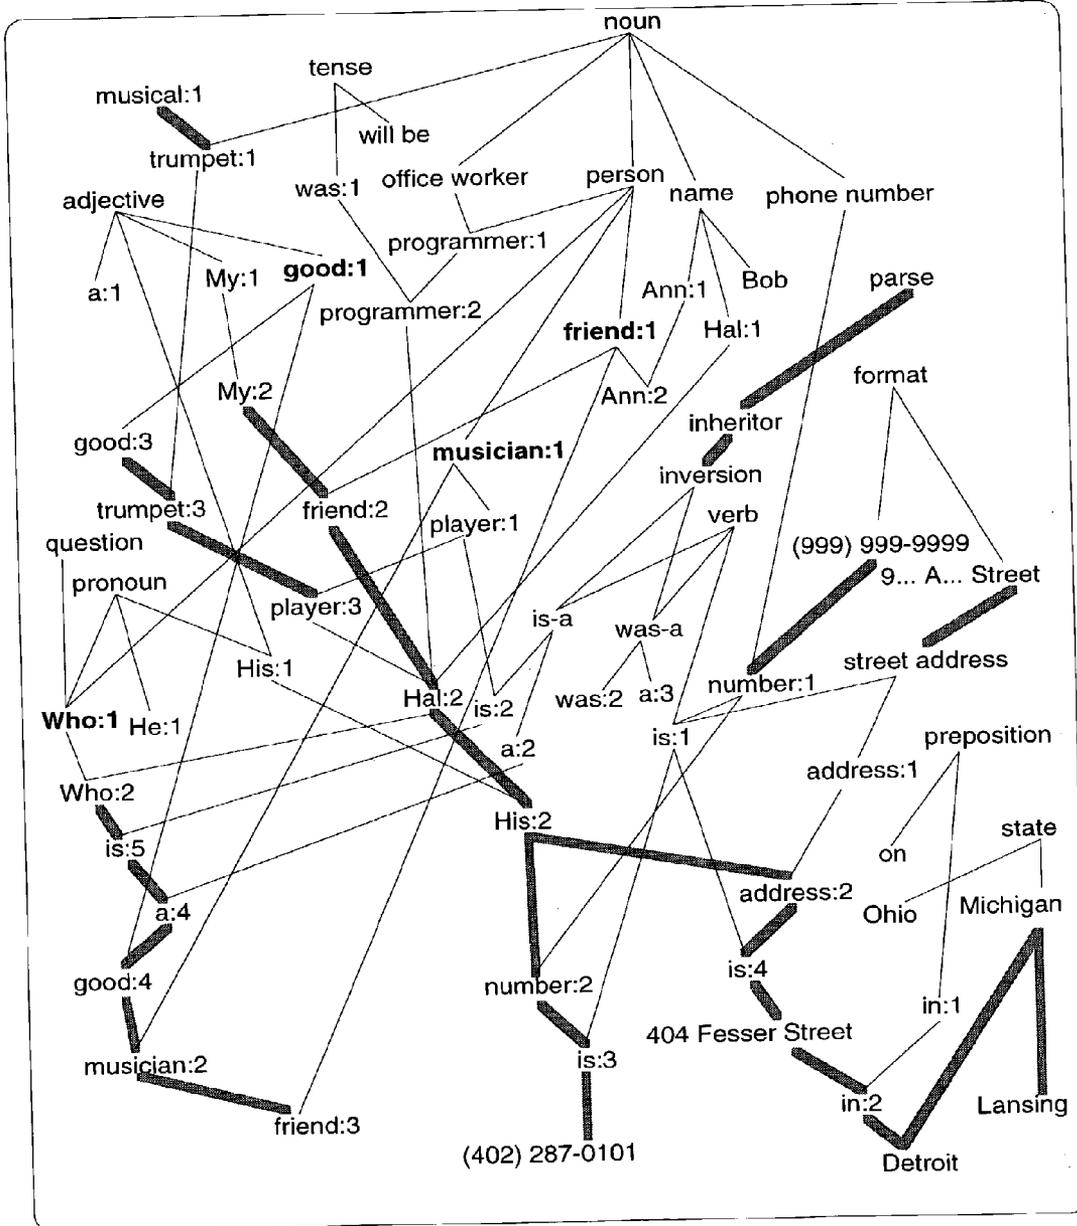 noun
tense
musical:1
will be
trumpet:1
office worker
person
was:1
name
phone number
adjective
programmer:1
good:1
My:1
a:1
Ann:1
Bob
parse
programmer:2
friend:1
Hal:1
format
My:2
Ann:2
inheritor
good:3
musician:1
inversion
trumpet:3
friend:2
player:1
verb
question
(999) 999-9999
9... A... Street
pronoun
player:3
is-a
was-a
street address
His:1
number:1
was:2
a:3
Hal:2
is:2
Who:1
He:1
is:1
preposition
a:2
address:1
Who:2
His:2
state
is:5
on
address:2
Michigan
Ohio
a:4
is:4
good:4
number:2
in:1
404 Fesser Street
is:3
musician:2
in:2
Lansing
friend:3
(402) 287-0101
Detroit